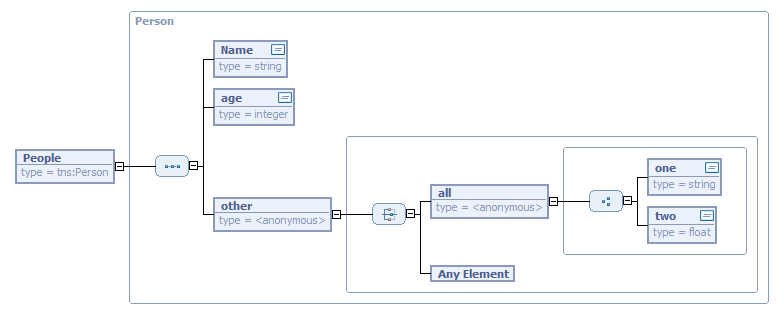 Person
Name
type = string
age
type = integer
People
type = tns:Person
other
type = <anonymous>
all
type = <anonymous>
one
type = string
two
type = float
Any Element